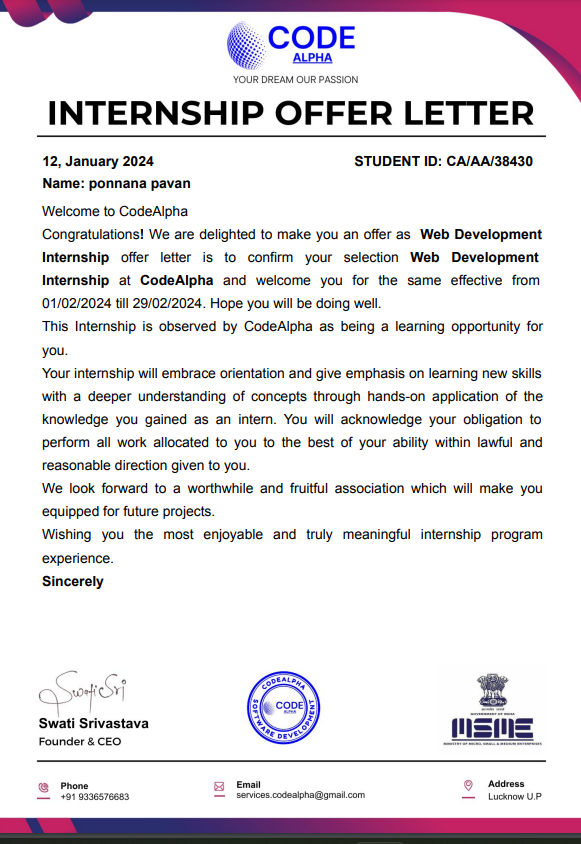 CODE
ALPHA
YOUR DREAM OUR PASSION
INTERNSHIP OFFER LETTER
12, January 2024 STUDENT ID: CA/AA/38430
Name: ponnana pavan
Welcome to CodeAlpha
Congratulations! We are delighted to make you an offer as Web Development
Internship offer letter is to confirm your selection Web Development
Internship at CodeAlpha and welcome you for the same effective from
01/02/2024 till 29/02/2024. Hope you will be doing well.
This Internship is observed by CodeAlpha as being a learning opportunity for
you.
Your internship will embrace orientation and give emphasis on learning new skills
with a deeper understanding of concepts through hands-on application of the
knowledge you gained as an intern. You will acknowledge your obligation to
perform all work allocated to you to the best of your ability within lawful and
reasonable direction given to you.
We look forward to a worthwhile and fruitful association which will make you
equipped for future projects.
Wishing you the most enjoyable and truly meaningful internship program
experience.
Sincerely
Swati Sri
Swati Srivastava
Founder & CEO
CODEALPHA
CODE
ALPHA
SOFTWARE DEVELOPMENT
GOVERNMENT OF INDIA
MSME
MINISTRY OF MICRO, SMALL & MEDIUM ENTERPRISES
Phone
+91 9336576683
Email
services.codealpha@gmail.com
Address
Lucknow U.P